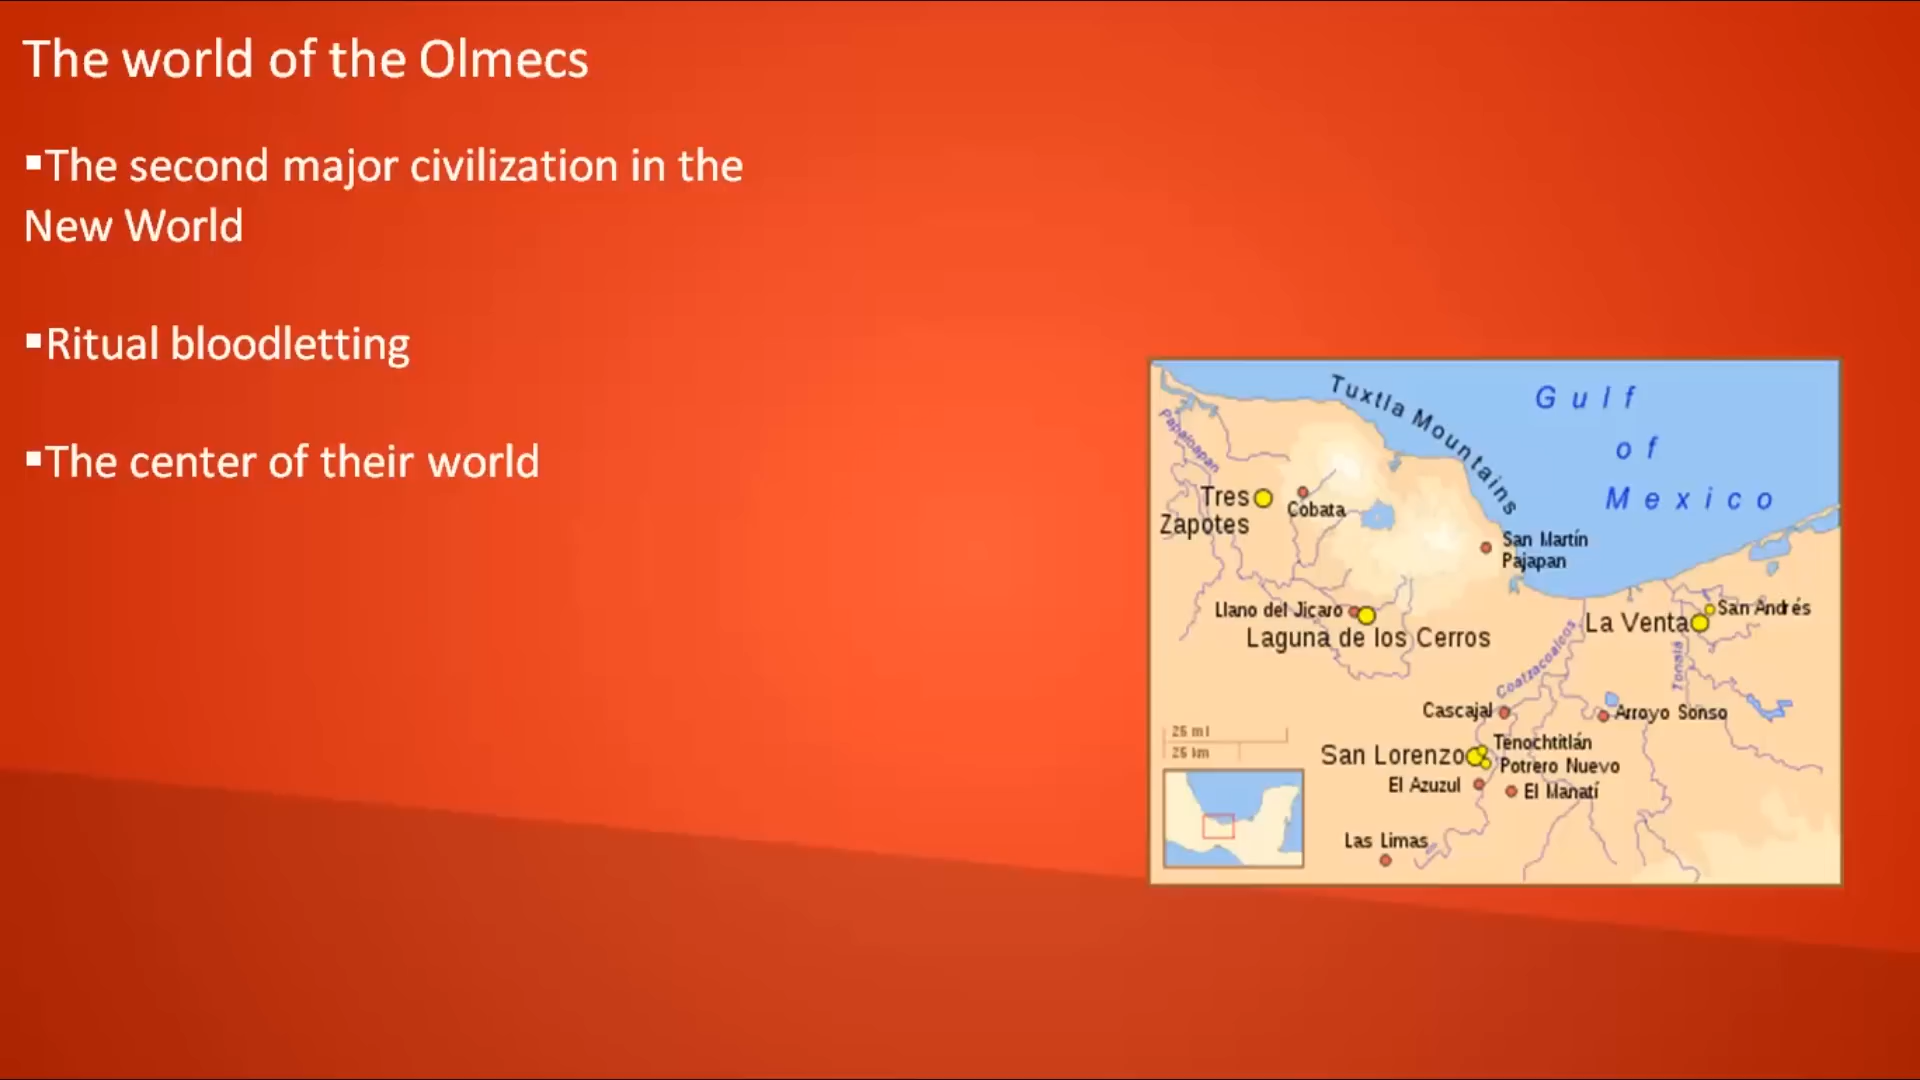 The world of the Olmecs
▪The second major civilization in the
New World
▪Ritual bloodletting
▪The center of their world
Tuxtla Mountains
Gulf
of
Mexico
Papaloapan
Tres
Zapotes
Cobata
San Martín
Pajapan
Llano del Jicaro
Laguna de los Cerros
La Venta
San Andrés
Coatzacoalcos
Tonalá
Cascajal
Arroyo Sonso
25 mi
25 km
San Lorenzo
Tenochtitlán
Potrero Nuevo
El Azuzul
El Manatí
Las Limas